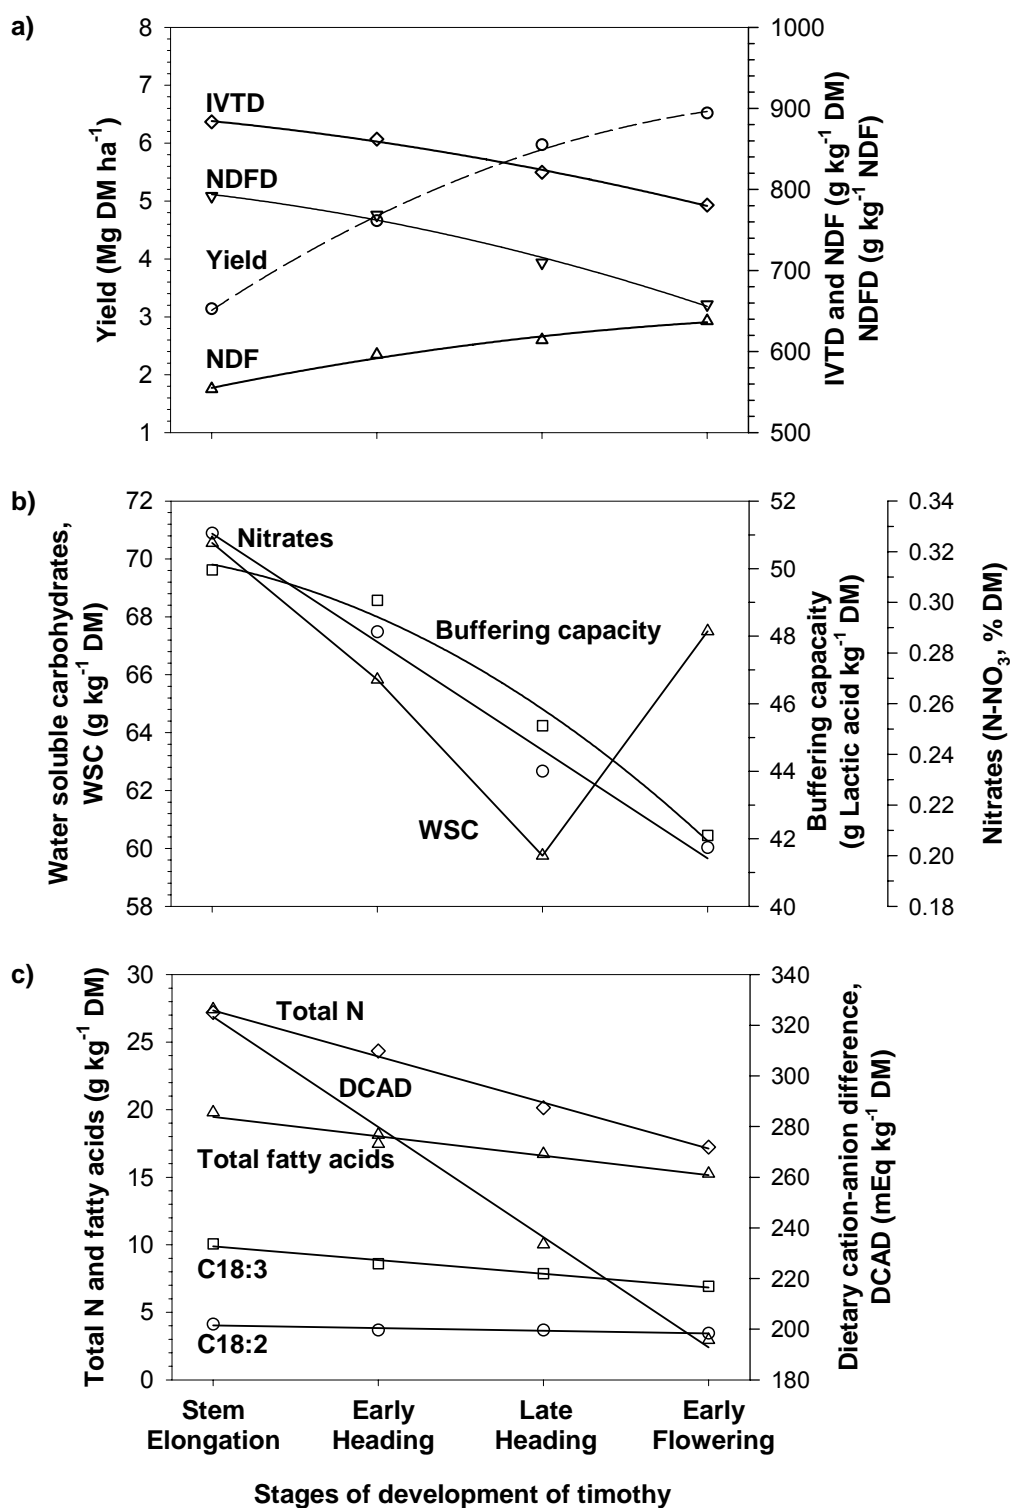 a)
Yield (Mg DM ha⁻¹)
8
7
6
5
4
3
2
1
IVTD
NDFD
Yield
NDF
1000
900
800
700
600
500
IVTD and NDF (g kg⁻¹ DM)
NDFD (g kg⁻¹ NDF)
b)
Water soluble carbohydrates,
WSC (g kg⁻¹ DM)
72
70
68
66
64
62
60
58
Nitrates
Buffering capacity
WSC
52
50
48
46
44
42
40
Buffering capacaity
(g Lactic acid kg⁻¹ DM)
0.34
0.32
0.30
0.28
0.26
0.24
0.22
0.20
0.18
Nitrates (N-NO₃, % DM)
c)
Total N and fatty acids (g kg⁻¹ DM)
30
25
20
15
10
5
0
Total N
DCAD
Total fatty acids
C18:3
C18:2
340
320
300
280
260
240
220
200
180
Dietary cation-anion difference,
DCAD (mEq kg⁻¹ DM)
Stem
Elongation
Early
Heading
Late
Heading
Early
Flowering
Stages of development of timothy